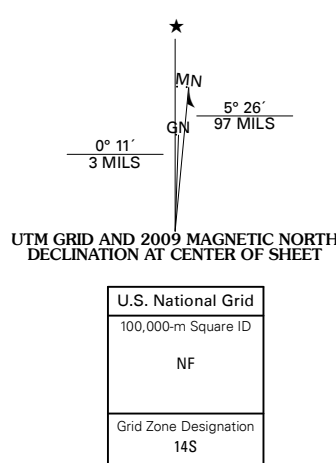 ★
MN
5° 26´
97 MILS
GN
0° 11´
3 MILS
UTM GRID AND 2009 MAGNETIC NORTH
DECLINATION AT CENTER OF SHEET
U.S. National Grid
100,000-m Square ID
NF
Grid Zone Designation
14S